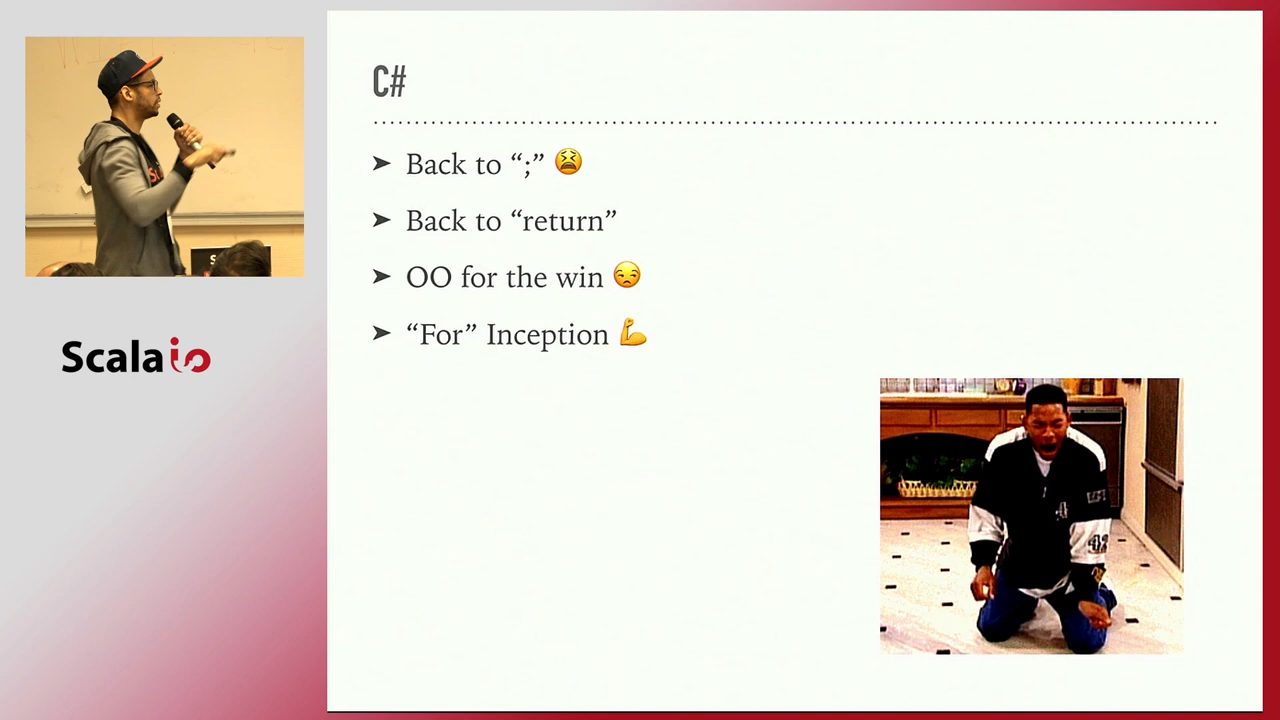 C#
➤ Back to “;” 😫
➤ Back to “return”
➤ OO for the win 😒
➤ “For” Inception 💪
Scala io